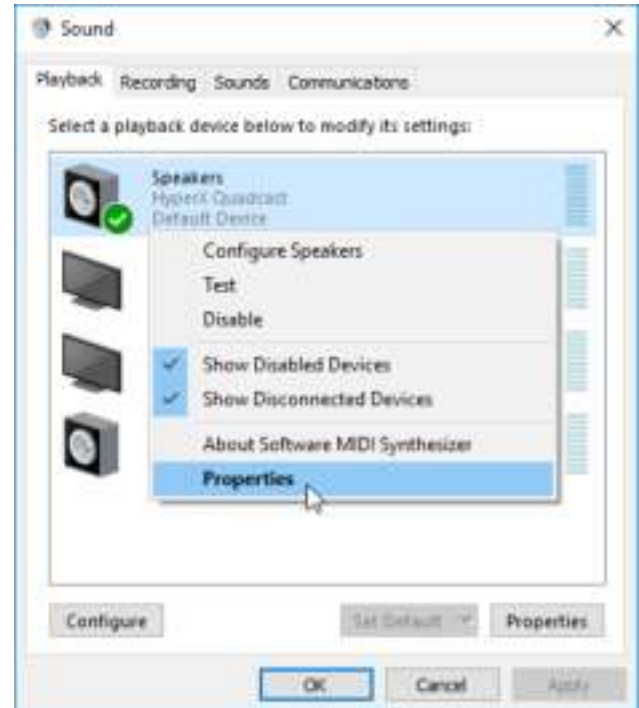 Sound
Playback Recording Sounds Communications
Select a playback device below to modify its settings:
Speakers
HyperX Quadcast
Default Device
Configure Speakers
Test
Disable
Show Disabled Devices
Show Disconnected Devices
About Software MIDI Synthesizer
Properties
Configure Set Default Properties
OK Cancel Apply